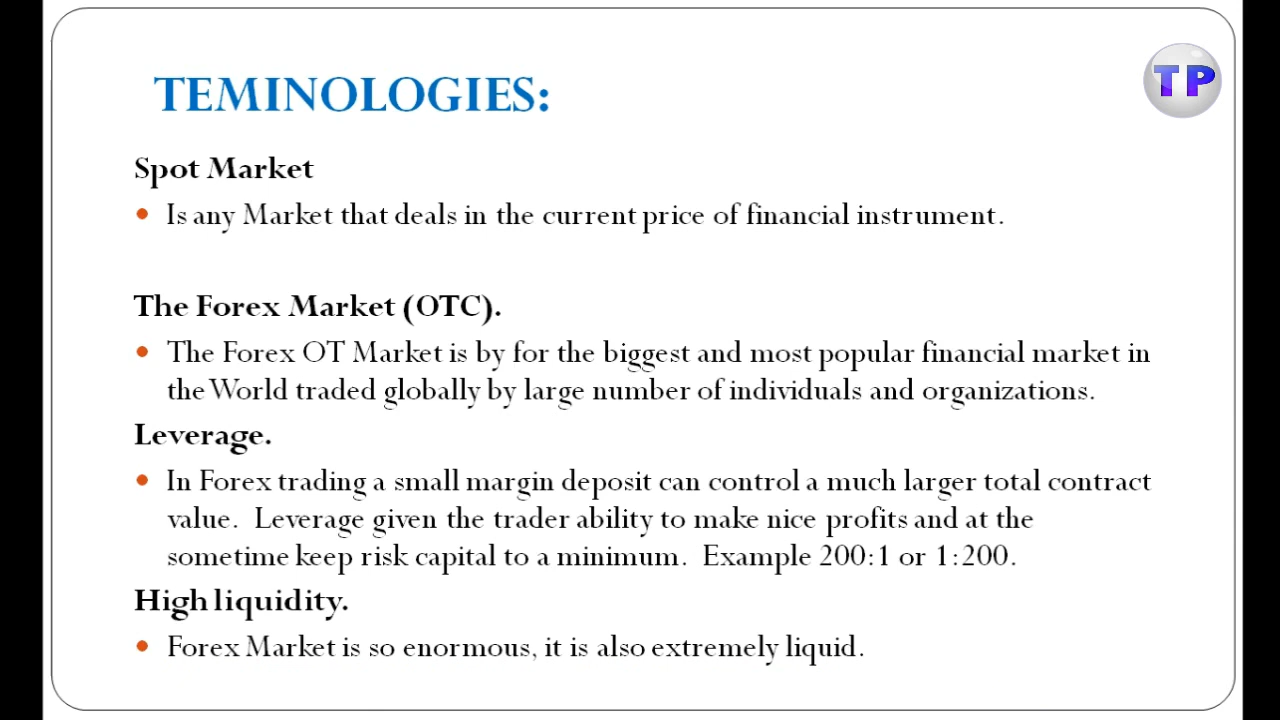 TEMINOLOGIES:
TP
Spot Market
• Is any Market that deals in the current price of financial instrument.
The Forex Market (OTC).
• The Forex OT Market is by for the biggest and most popular financial market in
the World traded globally by large number of individuals and organizations.
Leverage.
• In Forex trading a small margin deposit can control a much larger total contract
value. Leverage given the trader ability to make nice profits and at the
sometime keep risk capital to a minimum. Example 200:1 or 1:200.
High liquidity.
• Forex Market is so enormous, it is also extremely liquid.